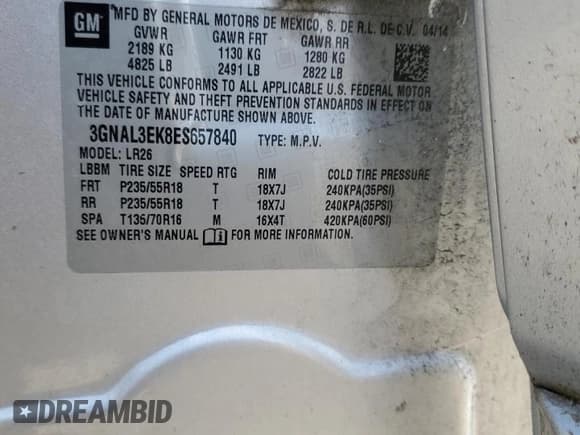 GM
MFD BY GENERAL MOTORS DE MEXICO, S. DE R.L. DE C.V. 04/14
GVWR GAWR FRT GAWR RR
2189 KG 1130 KG 1280 KG
4825 LB 2491 LB 2822 LB
THIS VEHICLE CONFORMS TO ALL APPLICABLE U.S. FEDERAL MOTOR
VEHICLE SAFETY AND THEFT PREVENTION STANDARDS IN EFFECT ON
THE DATE OF MANUFACTURE SHOWN ABOVE.
3GNAL3EK8ES657840 TYPE: M.P.V.
MODEL: LR26
LBBM TIRE SIZE SPEED RTG RIM COLD TIRE PRESSURE
FRT P235/55R18 T 18X7J 240KPA(35PSI)
RR P235/55R18 T 18X7J 240KPA(35PSI)
SPA T136/70R16 M 16X4T 420KPA(60PSI)
SEE OWNER'S MANUAL FOR MORE INFORMATION.
DREAMBID